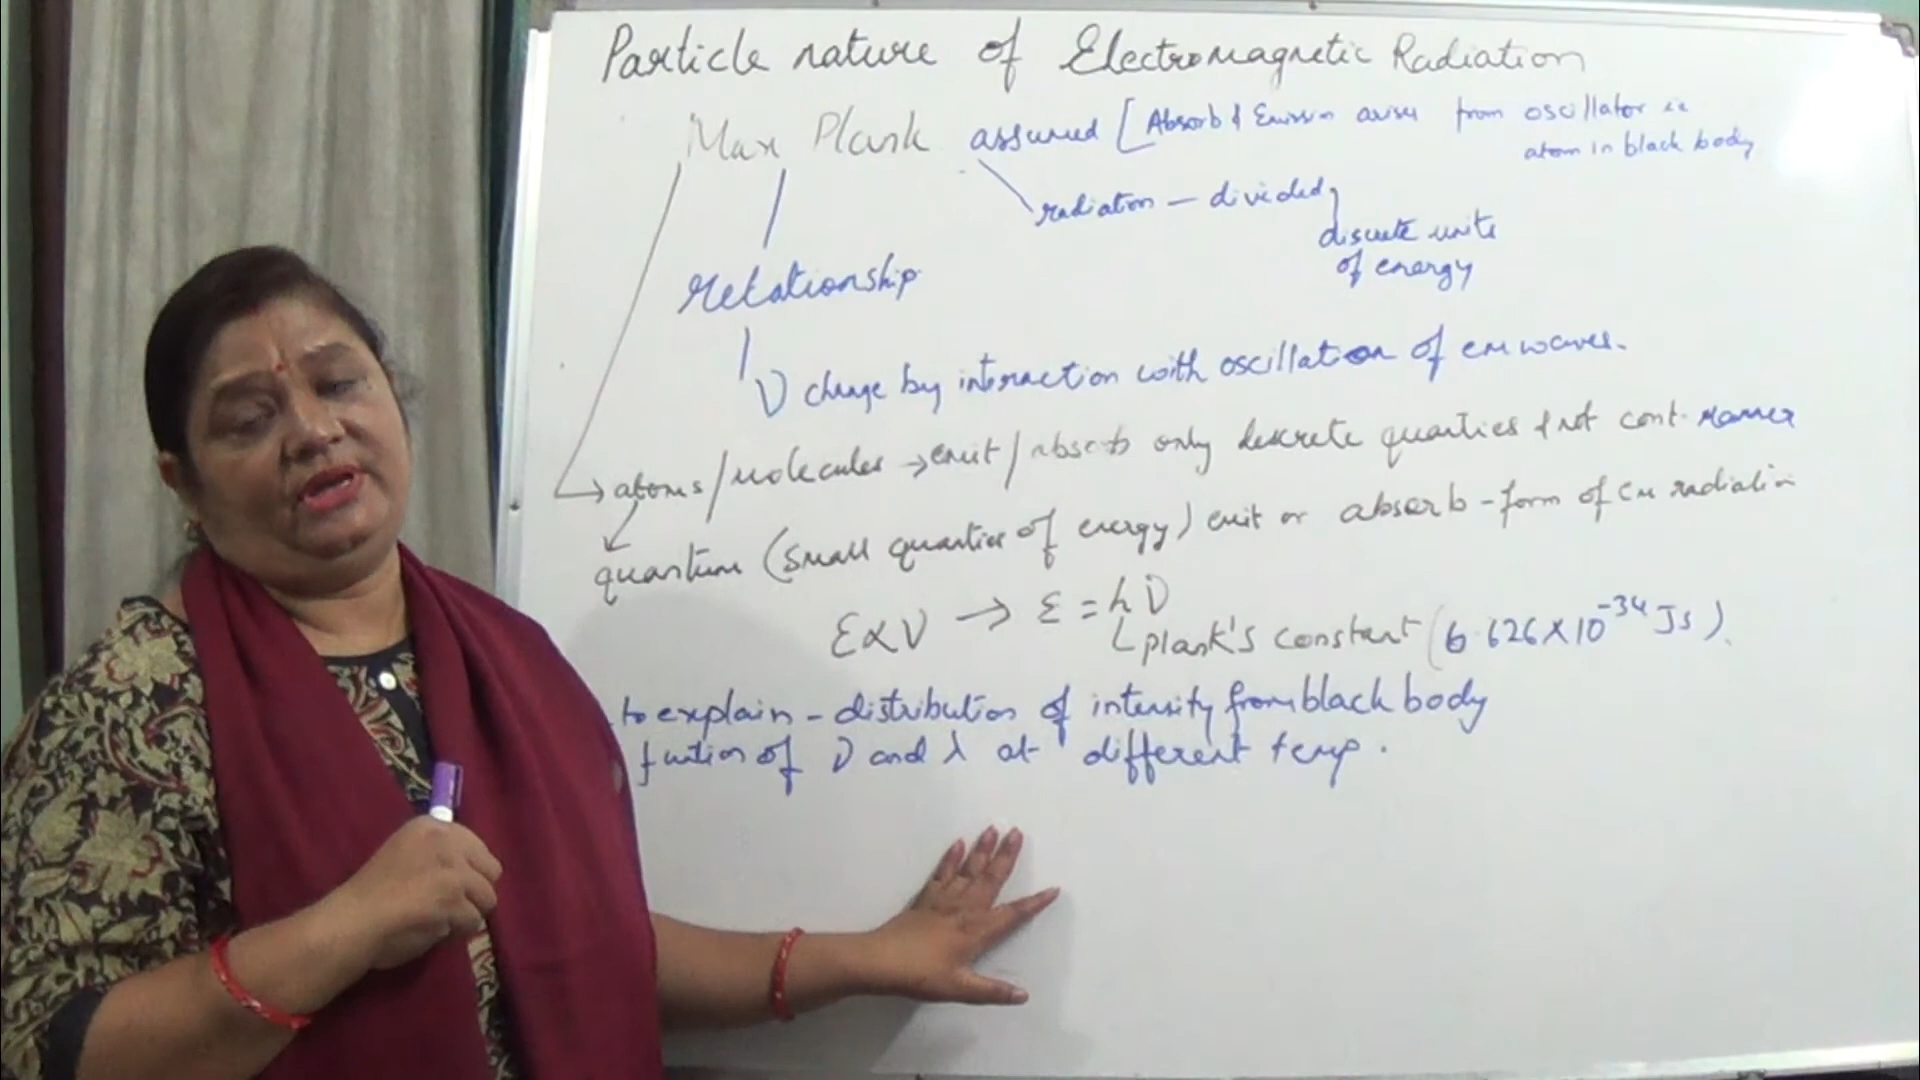 Particle nature of Electromagnetic Radiation
Max Plank assumed [Absorb & Emission arises from oscillator ie
atom in black body
radiation — divided
discrete units
of energy
relationship
ν change by interaction with oscillation of em waves.
→ atoms/molecules → emit/absorb only descrete quanties & not cont. manner
quantum (small quanties of energy) emit or absorb - form of em radiation
E∝ν → E = hν
plank's constant (6.626×10⁻³⁴ Js).
to explain - distribution of intensity from black body
function of ν and λ at different temp.